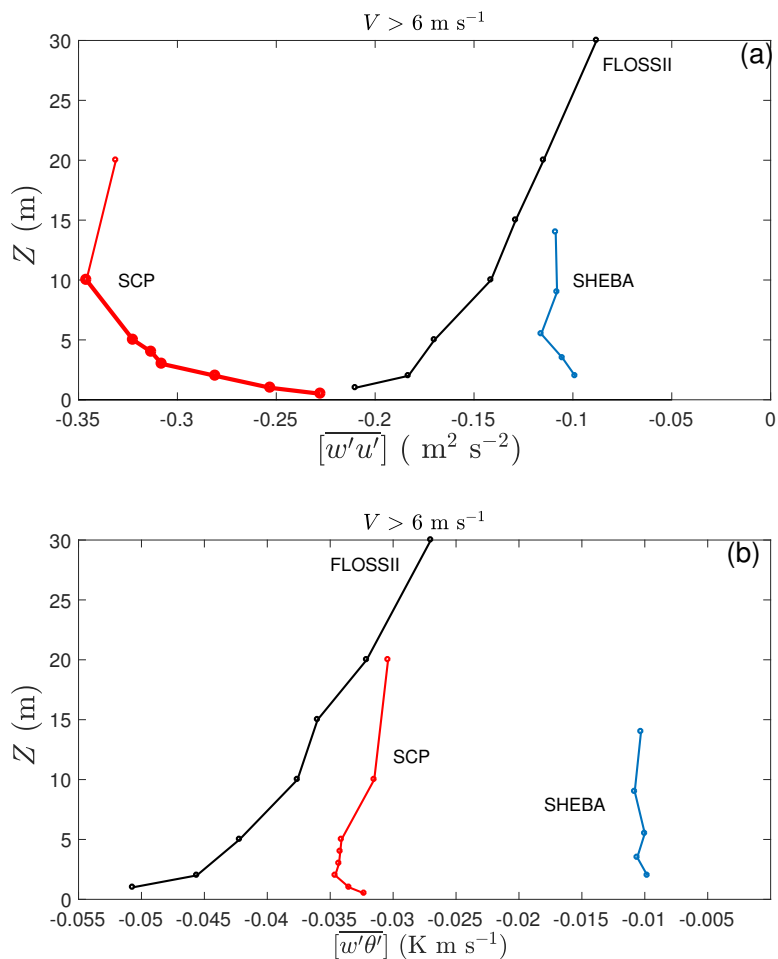 V > 6 m s⁻¹
(a)
30
FLOSSII
25
20
Z (m)
15
10
SCP
SHEBA
5
0
-0.35 -0.3 -0.25 -0.2 -0.15 -0.1 -0.05 0
[w′u′] ( m² s⁻²)
V > 6 m s⁻¹
(b)
30
FLOSSII
25
20
Z (m)
15
SCP
10
SHEBA
5
0
-0.055 -0.05 -0.045 -0.04 -0.035 -0.03 -0.025 -0.02 -0.015 -0.01 -0.005
[w′θ′] (K m s⁻¹)